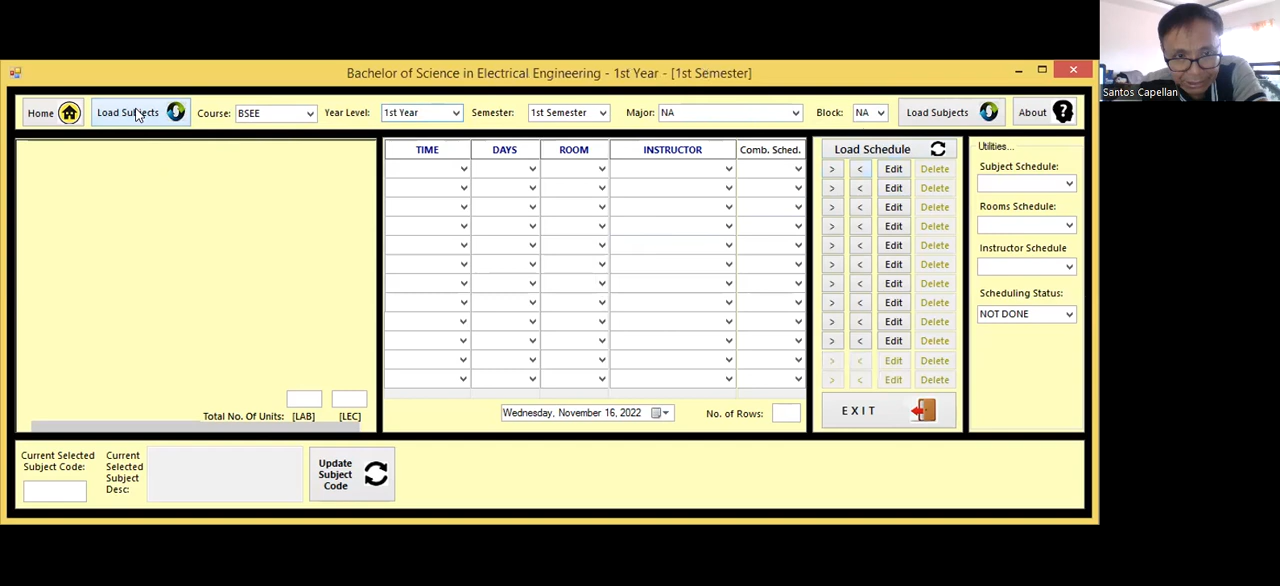 Bachelor of Science in Electrical Engineering - 1st Year - [1st Semester]
Santos Capellan
Home Load Subjects Course: BSEE Year Level: 1st Year Semester: 1st Semester Major: NA Block: NA Load Subjects About
TIME DAYS ROOM INSTRUCTOR Comb. Sched. Load Schedule Utilities...
> < Edit Delete Subject Schedule:
> < Edit Delete
> < Edit Delete Rooms Schedule:
> < Edit Delete
> < Edit Delete Instructor Schedule
> < Edit Delete
> < Edit Delete Scheduling Status:
> < Edit Delete NOT DONE
> < Edit Delete
> < Edit Delete
> < Edit Delete
> < Edit Delete
Total No. Of Units: [LAB] [LEC] Wednesday, November 16, 2022 No. of Rows: EXIT
Current Selected
Subject Code:
Current
Selected
Subject
Desc:
Update
Subject
Code